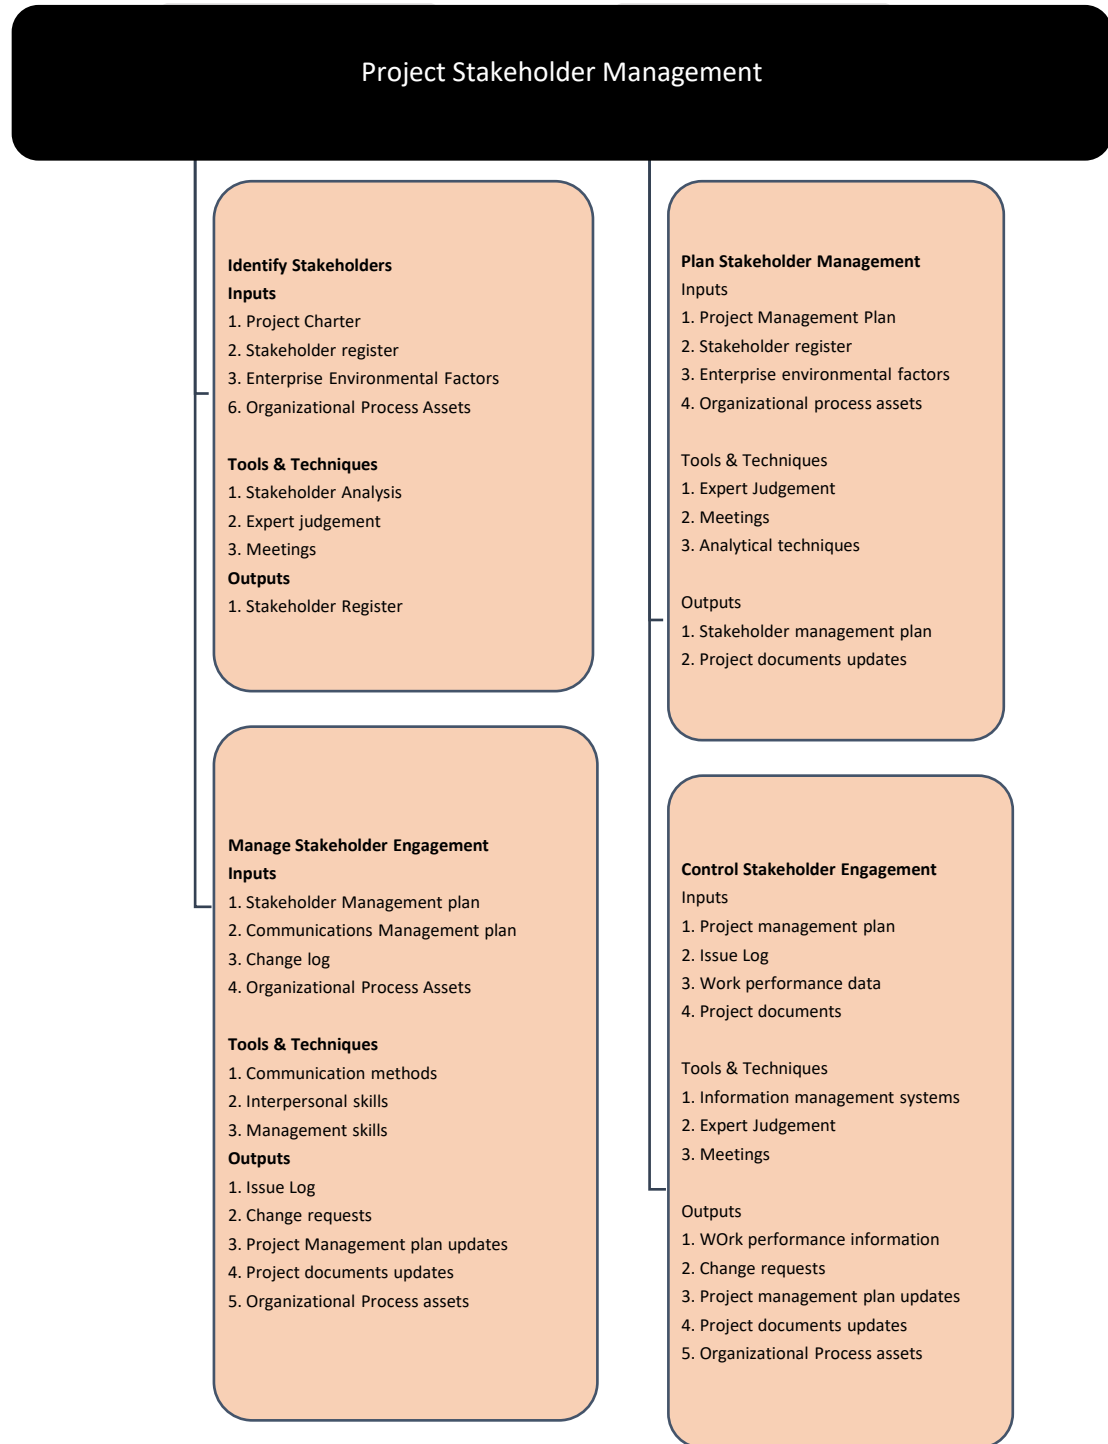 Project Stakeholder Management
Identify Stakeholders
Inputs
1. Project Charter
2. Stakeholder register
3. Enterprise Environmental Factors
6. Organizational Process Assets
Tools & Techniques
1. Stakeholder Analysis
2. Expert judgement
3. Meetings
Outputs
1. Stakeholder Register
Plan Stakeholder Management
Inputs
1. Project Management Plan
2. Stakeholder register
3. Enterprise environmental factors
4. Organizational process assets
Tools & Techniques
1. Expert Judgement
2. Meetings
3. Analytical techniques
Outputs
1. Stakeholder management plan
2. Project documents updates
Manage Stakeholder Engagement
Inputs
1. Stakeholder Management plan
2. Communications Management plan
3. Change log
4. Organizational Process Assets
Tools & Techniques
1. Communication methods
2. Interpersonal skills
3. Management skills
Outputs
1. Issue Log
2. Change requests
3. Project Management plan updates
4. Project documents updates
5. Organizational Process assets
Control Stakeholder Engagement
Inputs
1. Project management plan
2. Issue Log
3. Work performance data
4. Project documents
Tools & Techniques
1. Information management systems
2. Expert Judgement
3. Meetings
Outputs
1. WOrk performance information
2. Change requests
3. Project management plan updates
4. Project documents updates
5. Organizational Process assets